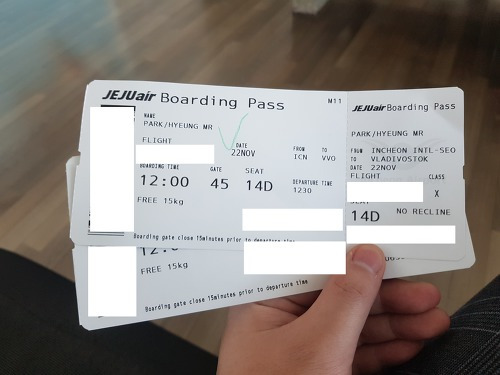 JEJUair Boarding Pass
M11
NAME
PARK/HYEUNG MR
FLIGHT
DATE
22NOV
FROM TO
ICN VVO
BOARDING TIME GATE SEAT DEPARTURE TIME
12:00 45 14D 1230
FREE 15kg
Boarding gate close 15minutes prior to departure time
JEJUair Boarding Pass
PARK/HYEUNG MR
FROM INCHEON INTL-SEO
TO VLADIVOSTOK
DATE 22NOV
FLIGHT CLASS
X
SEAT
14D NO RECLINE
12:00
FREE 15kg
Boarding gate close 15minutes prior to departure time